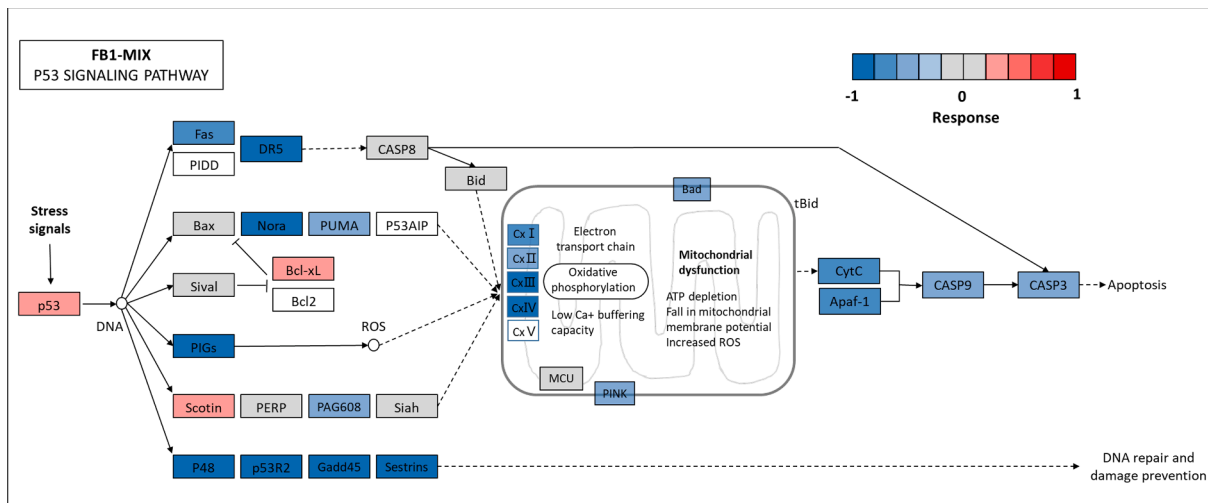 FB1-MIX
P53 SIGNALING PATHWAY
-1
0
1
Response
Fas
PIDD
DR5
CASP8
Bid
Stress
signals
p53
DNA
Bax
Nora
PUMA
P53AIP
Bcl-xL
Bcl2
Sival
PIGs
ROS
Scotin
PERP
PAG608
Siah
P48
p53R2
Gadd45
Sestrins
Bad
tBid
Cx I
Cx II
CxIII
CxIV
Cx V
Electron
transport chain
Oxidative
phosphorylation
Low Ca+ buffering
capacity
Mitochondrial
dysfunction
ATP depletion
Fall in mitochondrial
membrane potential
Increased ROS
MCU
PINK
CytC
Apaf-1
CASP9
CASP3
Apoptosis
DNA repair and
damage prevention